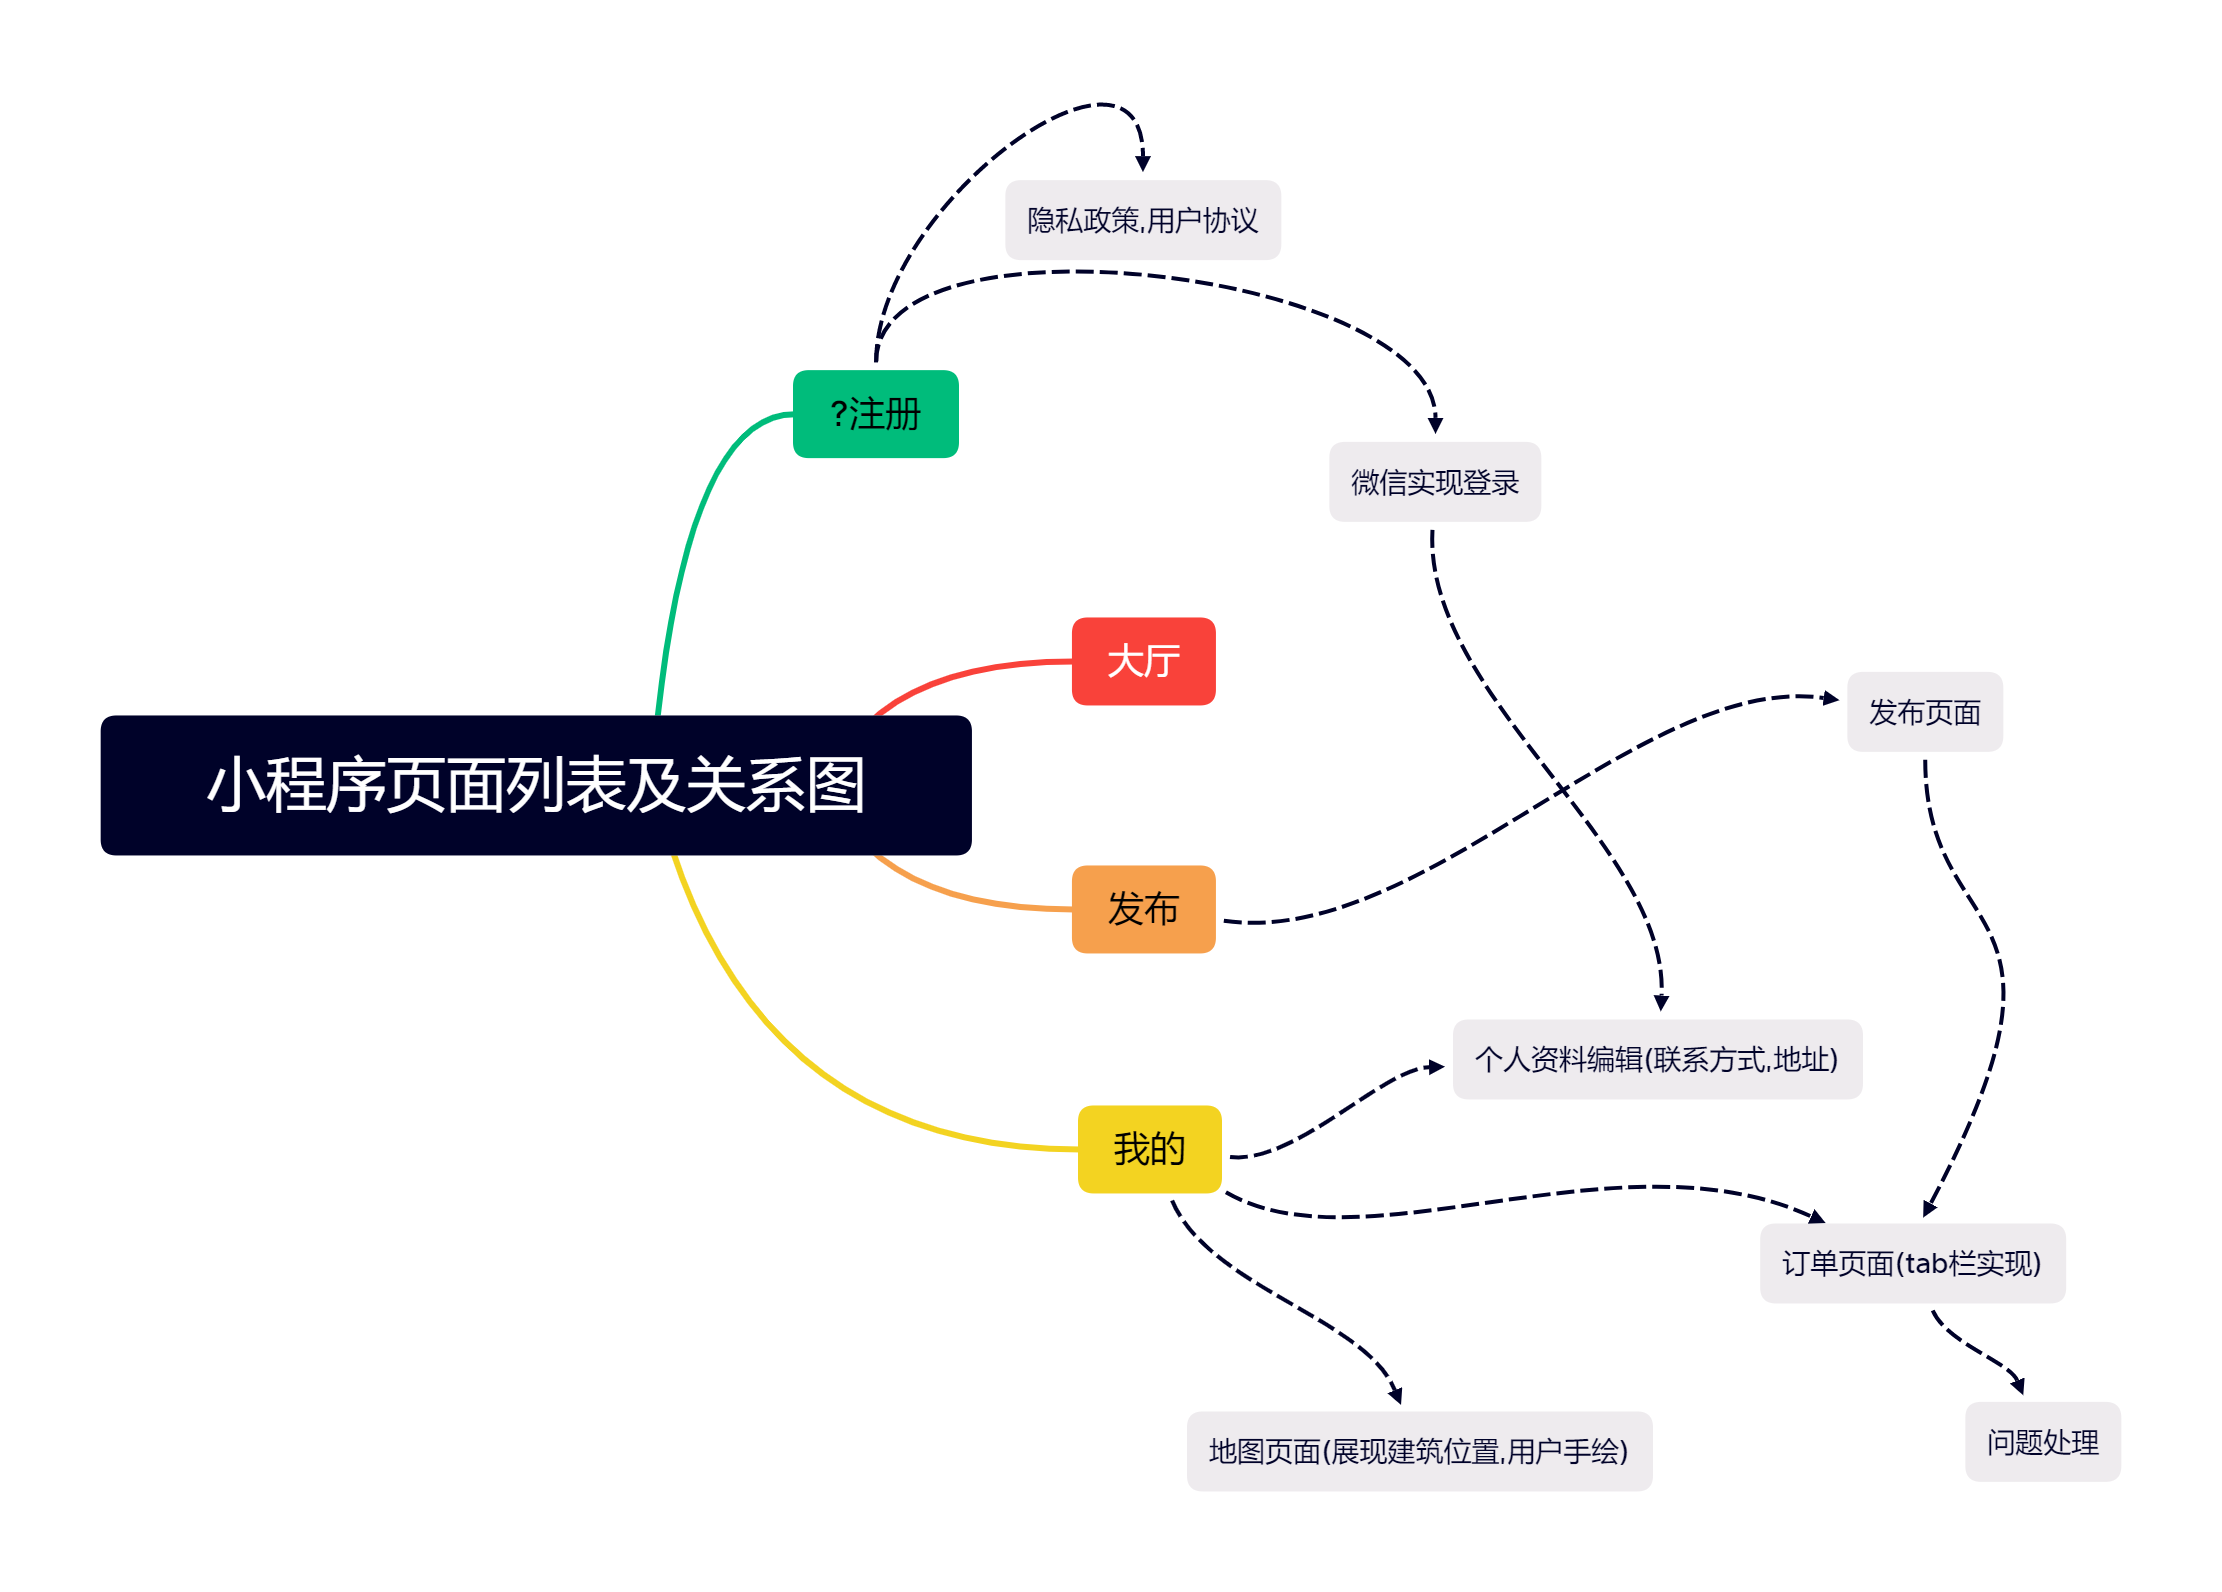 隐私政策,用户协议
?注册
微信实现登录
大厅
发布页面
小程序页面列表及关系图
发布
个人资料编辑(联系方式,地址)
我的
订单页面(tab栏实现)
地图页面(展现建筑位置,用户手绘)
问题处理